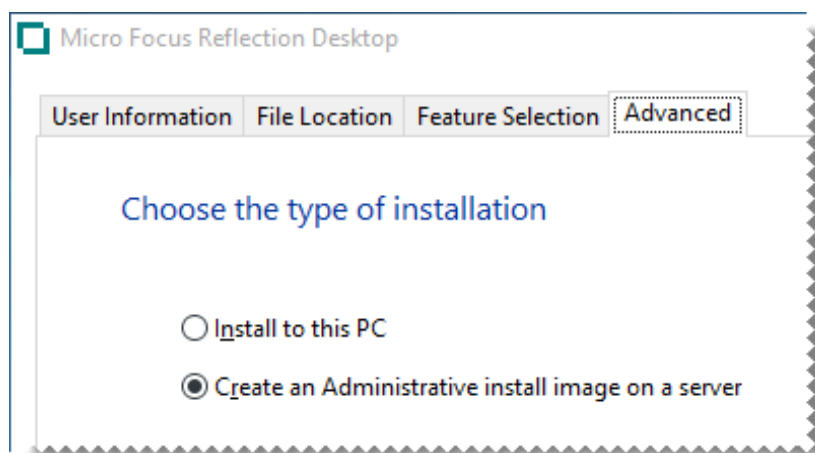 Micro Focus Reflection Desktop
User Information File Location Feature Selection Advanced
Choose the type of installation
Install to this PC
Create an Administrative install image on a server